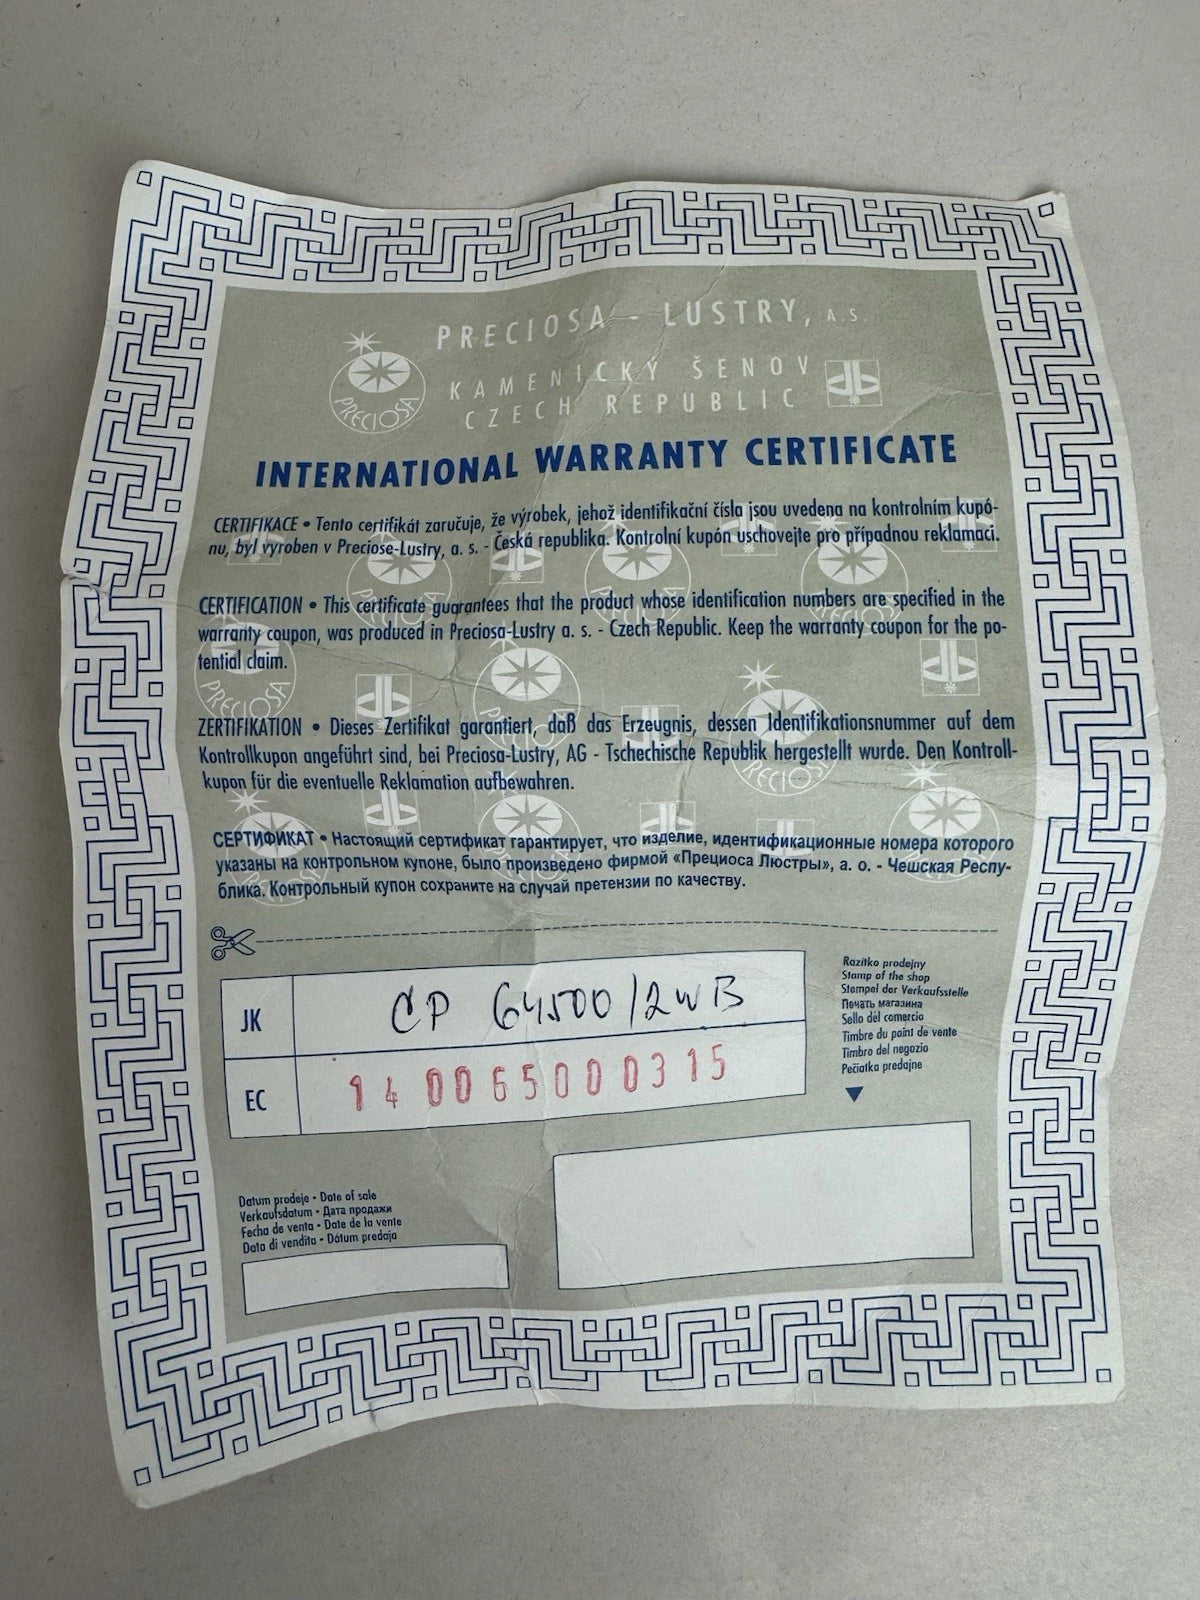 PRECIOSA - LUSTRY, A.S.
KAMENICKÝ ŠENOV
CZECH REPUBLIC
PRECIOSA
INTERNATIONAL WARRANTY CERTIFICATE
CERTIFIKACE • Tento certifikát zaručuje, že výrobek, jehož identifikační čísla jsou uvedena na kontrolním kupó-
nu, byl vyroben v Preciose-Lustry, a. s. - Česká republika. Kontrolní kupón uschovejte pro případnou reklamaci.
CERTIFICATION • This certificate guarantees that the product whose identification numbers are specified in the
warranty coupon, was produced in Preciosa-Lustry a. s. - Czech Republic. Keep the warranty coupon for the po-
tential claim.
ZERTIFIKATION • Dieses Zertifikat garantiert, daß das Erzeugnis, dessen Identifikationsnummer auf dem
Kontrollkupon angeführt sind, bei Preciosa-Lustry, AG - Tschechische Republik hergestellt wurde. Den Kontroll-
kupon für die eventuelle Reklamation aufbewahren.
СЕРТИФИКАТ • Настоящий сертификат гарантирует, что изделие, идентификационные номера которого
указаны на контрольном купоне, было произведено фирмой «Прециоса Люстры», а. о. - Чешская Респу-
блика. Контрольный купон сохраните на случай претензии по качеству.
JK CP 64500/2WB
EC 140065000315
Razítko prodejny
Stamp of the shop
Stempel der Verkaufsstelle
Печать магазина
Sello del comercio
Timbre du point de vente
Timbro del negozio
Pečiatka predajne
Datum prodeje • Date of sale
Verkaufsdatum • Дата продажи
Fecha de venta • Date de la vente
Data di vendita • Dátum predaja